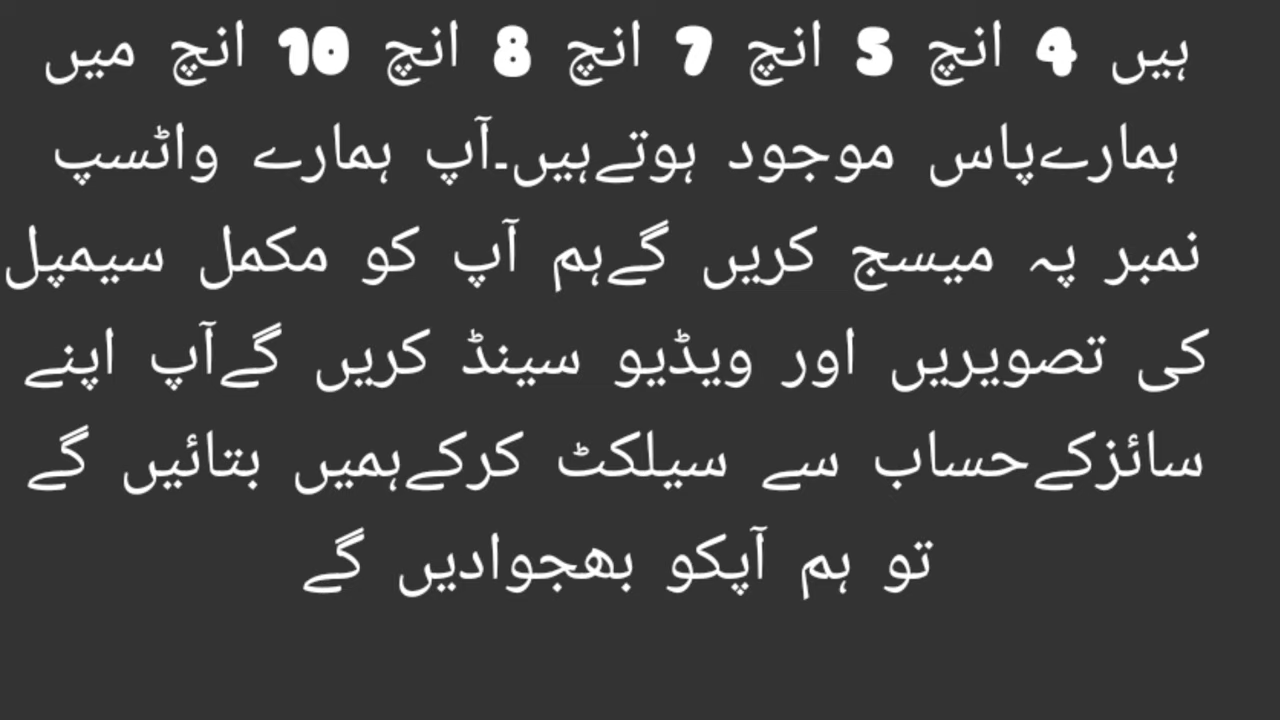 ہیں 4 انچ 5 انچ 7 انچ 8 انچ 10 انچ میں
ہمارےپاس موجود ہوتےہیں۔آپ ہمارے واٹسپ
نمبر پہ میسج کریں گےہم آپ کو مکمل سیمپل
کی تصویریں اور ویڈیو سینڈ کریں گےآپ اپنے
سائزکےحساب سے سیلکٹ کرکےہمیں بتائیں گے
تو ہم آپکو بھجوادیں گے